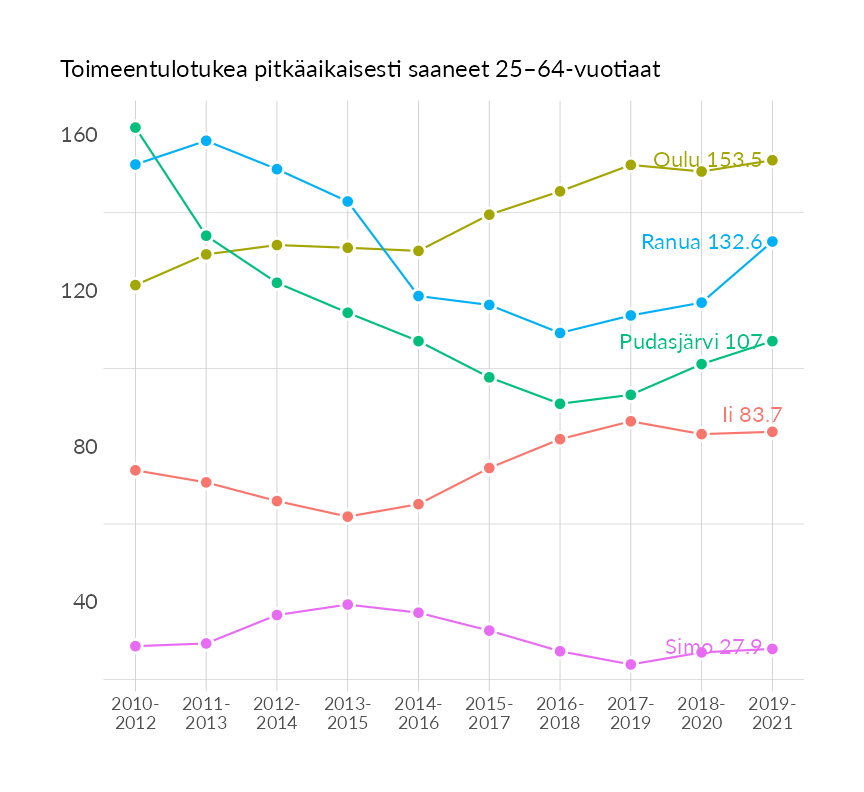 Toimeentulotukea pitkäaikaisesti saaneet 25–64-vuotiaat
160
Oulu 153.5
Ranua 132.6
120
Pudasjärvi 107
Ii 83.7
80
40
Simo 27.9
2010- 2011- 2012- 2013- 2014- 2015- 2016- 2017- 2018- 2019-
2012 2013 2014 2015 2016 2017 2018 2019 2020 2021